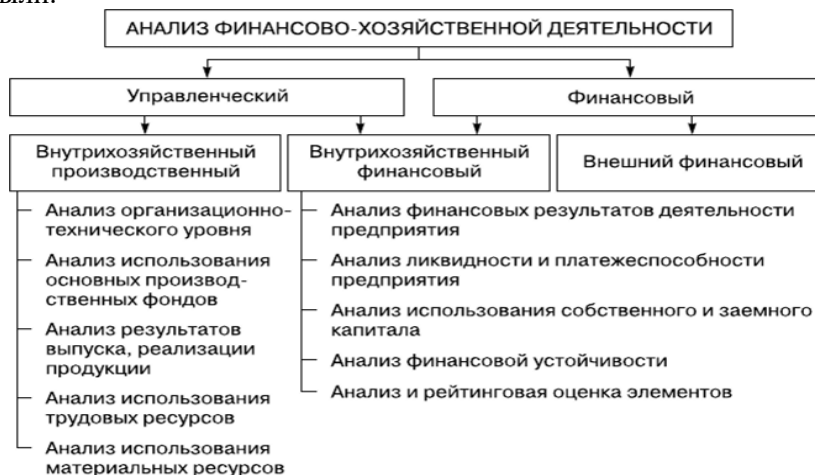 АНАЛИЗ ФИНАНСОВО-ХОЗЯЙСТВЕННОЙ ДЕЯТЕЛЬНОСТИ
Управленческий
Финансовый
Внутрихозяйственный
производственный
Внутрихозяйственный
финансовый
Внешний финансовый
Анализ организационно-
технического уровня
Анализ использования
основных производ-
ственных фондов
Анализ результатов
выпуска, реализации
продукции
Анализ использования
трудовых ресурсов
Анализ использования
материальных ресурсов
Анализ финансовых результатов деятельности
предприятия
Анализ ликвидности и платежеспособности
предприятия
Анализ использования собственного и заемного
капитала
Анализ финансовой устойчивости
Анализ и рейтинговая оценка элементов